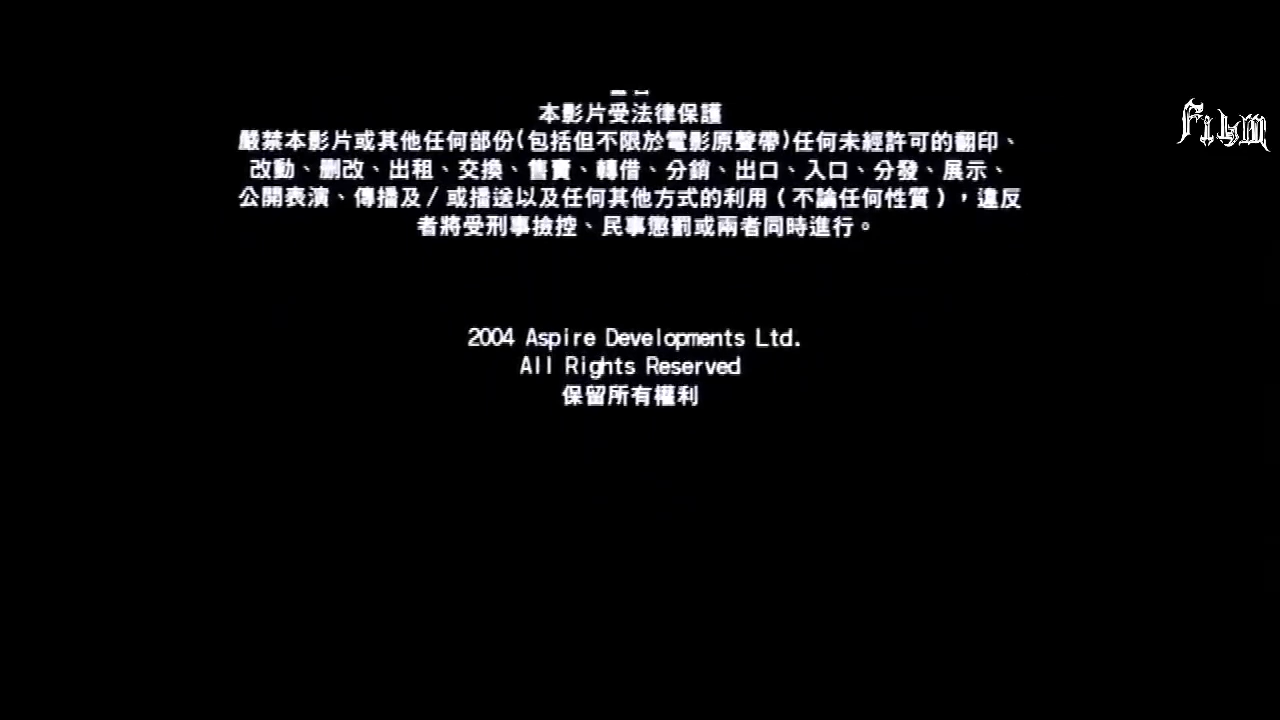 本影片受法律保護
嚴禁本影片或其他任何部份(包括但不限於電影原聲帶)任何未經許可的翻印、
改動、刪改、出租、交換、售賣、轉借、分銷、出口、入口、分發、展示、
公開表演、傳播及/或播送以及任何其他方式的利用(不論任何性質),違反
者將受刑事撿控、民事懲罰或兩者同時進行。
2004 Aspire Developments Ltd.
All Rights Reserved
保留所有權利
Film